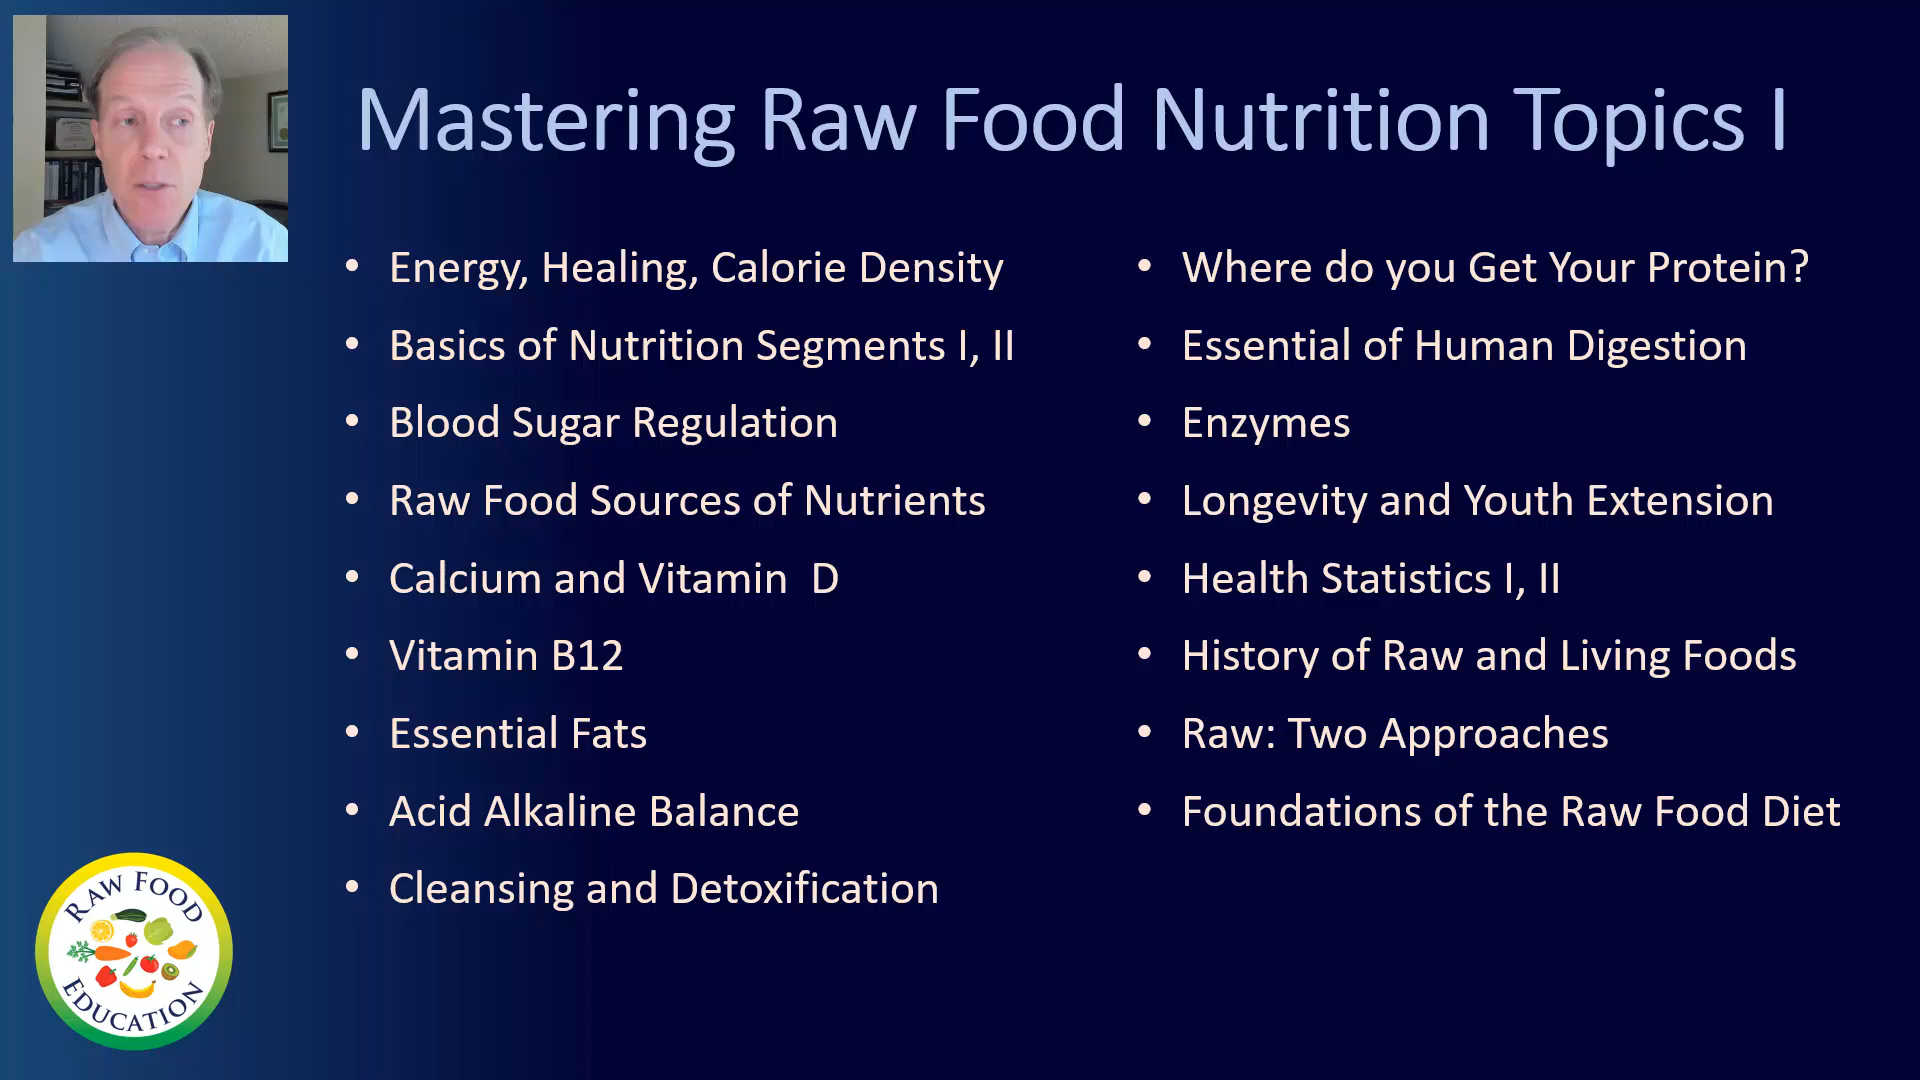 Mastering Raw Food Nutrition Topics I
• Energy, Healing, Calorie Density
• Basics of Nutrition Segments I, II
• Blood Sugar Regulation
• Raw Food Sources of Nutrients
• Calcium and Vitamin  D
• Vitamin B12
• Essential Fats
• Acid Alkaline Balance
• Cleansing and Detoxification
• Where do you Get Your Protein?
• Essential of Human Digestion
• Enzymes
• Longevity and Youth Extension
• Health Statistics I, II
• History of Raw and Living Foods
• Raw: Two Approaches
• Foundations of the Raw Food Diet
RAW FOOD
EDUCATION